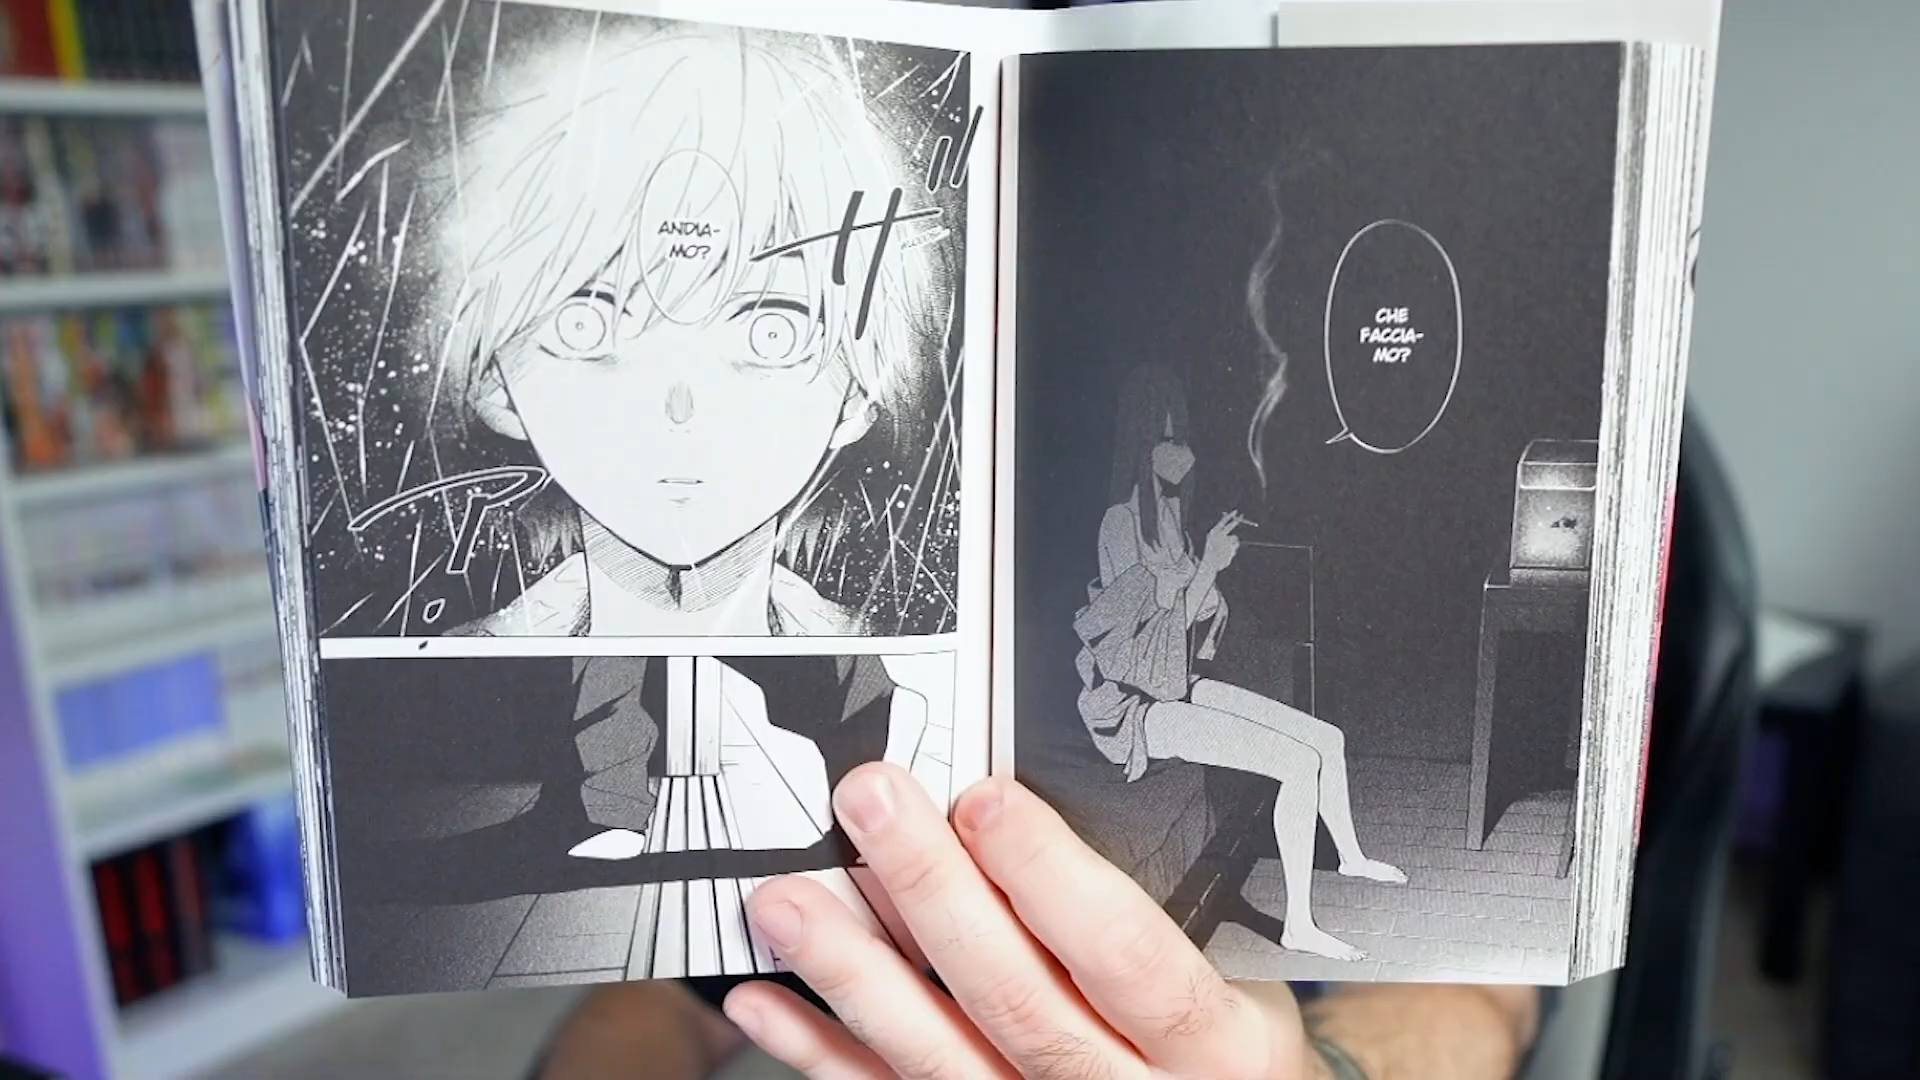 ANDIA-
MO?
CHE
FACCIA-
MO?